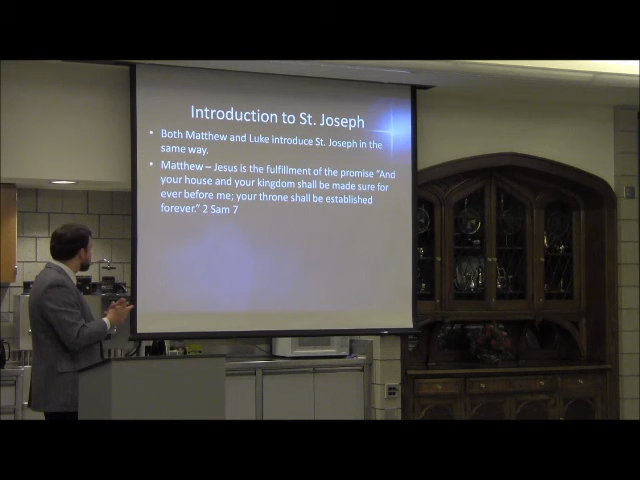 Introduction to St. Joseph
• Both Matthew and Luke introduce St. Joseph in the
same way.
• Matthew – Jesus is the fulfillment of the promise “And
your house and your kingdom shall be made sure for
ever before me; your throne shall be established
forever.” 2 Sam 7